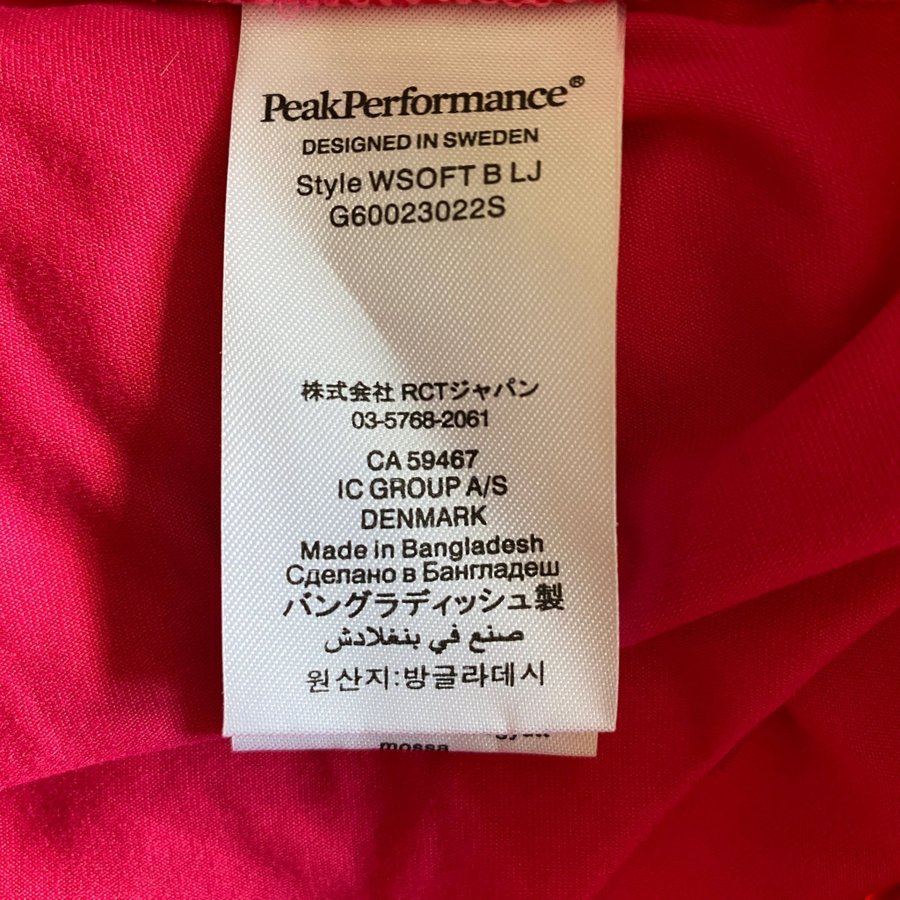 PeakPerformance®
DESIGNED IN SWEDEN
Style WSOFT B LJ
G60023022S
株式会社 RCTジャパン
03-5768-2061
CA 59467
IC GROUP A/S
DENMARK
Made in Bangladesh
Сделано в Бангладеш
バングラディッシュ製
صنع في بنغلادش
원산지:방글라데시
mossa